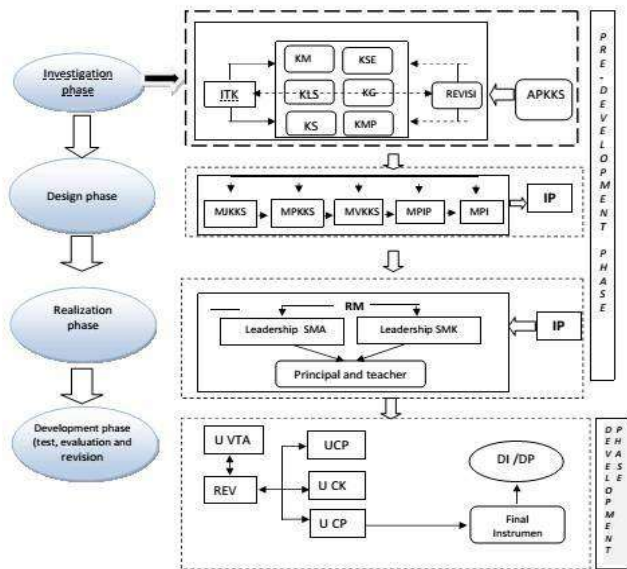 Investigation
phase
ITK
KM
KSE
KLS
KG
KS
KMP
REVISI
APKKS
Design phase
MJKKS
MPKKS
MVKKS
MPIP
MPI
IP
Realization
phase
RM
Leadership SMA
Leadership SMK
Principal and teacher
IP
PRE-DEVELOPMENT PHASE
Development phase
(test, evaluation and
revision
U VTA
REV
UCP
U CK
U CP
DI /DP
Final
Instrumen
DEVELOPMENT
PHASE